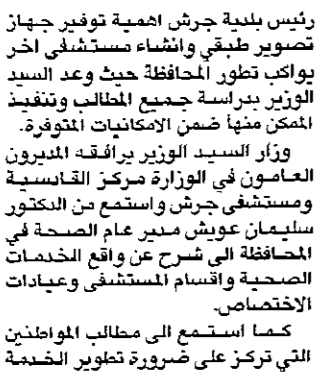 رئيس بلدية جرش اهمية توفير جهاز
تصوير طبقي وانشاء مستشفى اخر
يواكب تطور المحافظة حيث وعد السيد
الوزير بدراسة جميع المطالب وتنفيذ
الممكن منها ضمن الامكانيات المتوفرة.
وزار السيد الوزير يرافقه المديرون
العامون في الوزارة مركز القادسية
ومستشفى جرش واستمع من الدكتور
سليمان عويش مدير عام الصحة في
المحافظة الى شرح عن واقع الخدمات
الصحية واقسام المستشفى وعيادات
الاختصاص.
كما استمع الى مطالب المواطنين
التي تركز على ضرورة تطوير الخدمة